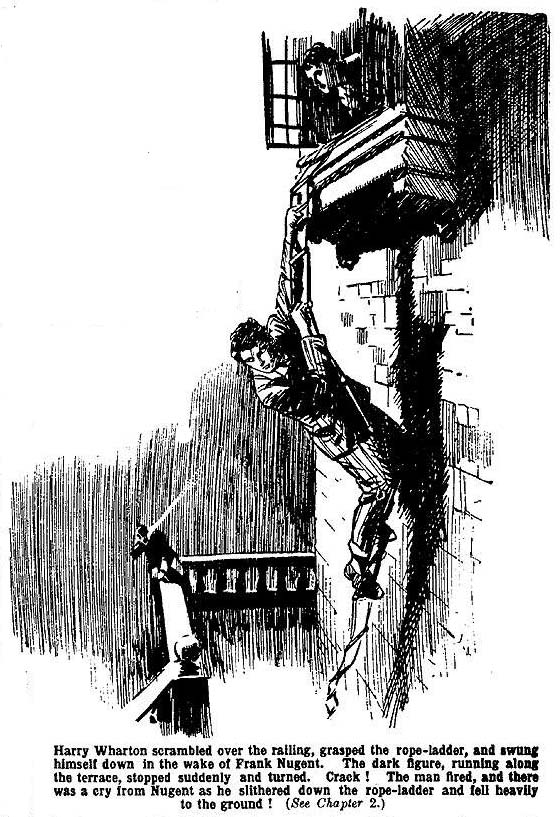 Harry Wharton scrambled over the railing, grasped the rope-ladder, and swung
himself down in the wake of Frank Nugent. The dark figure, running along
the terrace, stopped suddenly and turned. Crack ! The man fired, and there
was a cry from Nugent as he slithered down the rope-ladder and fell heavily
to the ground ! (See Chapter 2.)